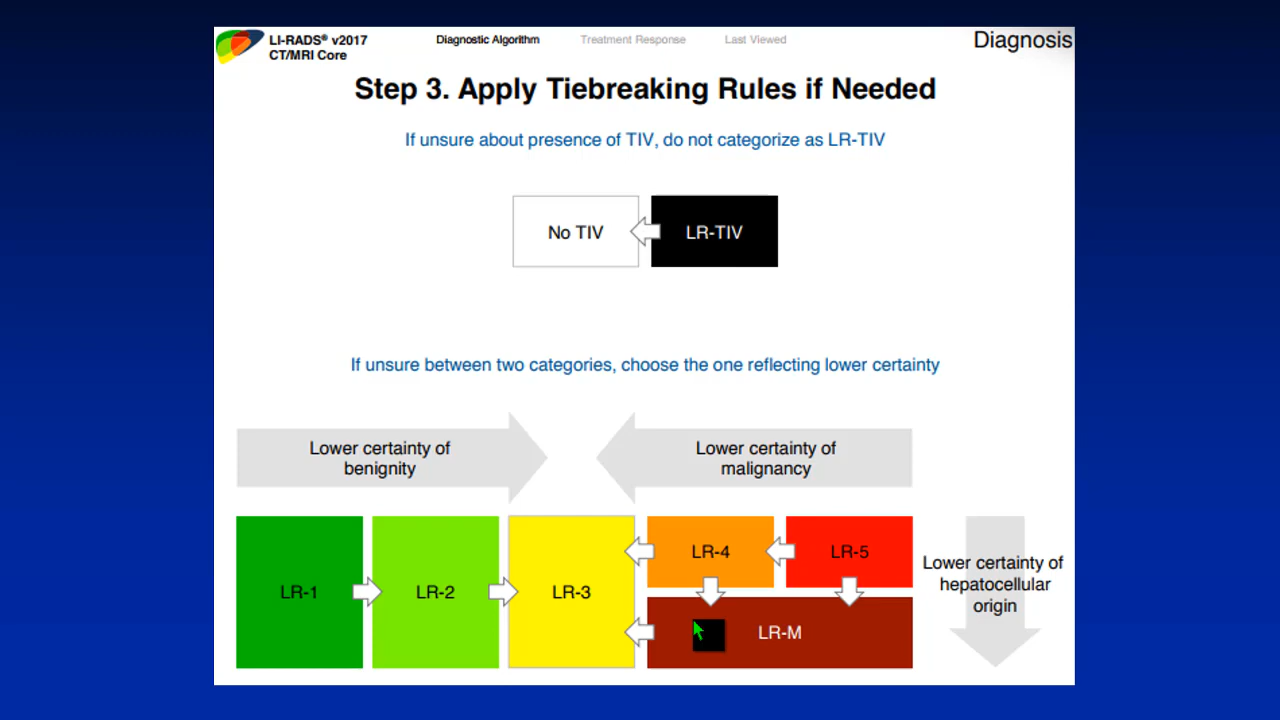 LI-RADS® v2017
CT/MRI Core
Diagnostic Algorithm
Treatment Response
Last Viewed
Diagnosis
Step 3. Apply Tiebreaking Rules if Needed
If unsure about presence of TIV, do not categorize as LR-TIV
No TIV
LR-TIV
If unsure between two categories, choose the one reflecting lower certainty
Lower certainty of
benignity
Lower certainty of
malignancy
LR-1
LR-2
LR-3
LR-4
LR-5
LR-M
Lower certainty of
hepatocellular
origin